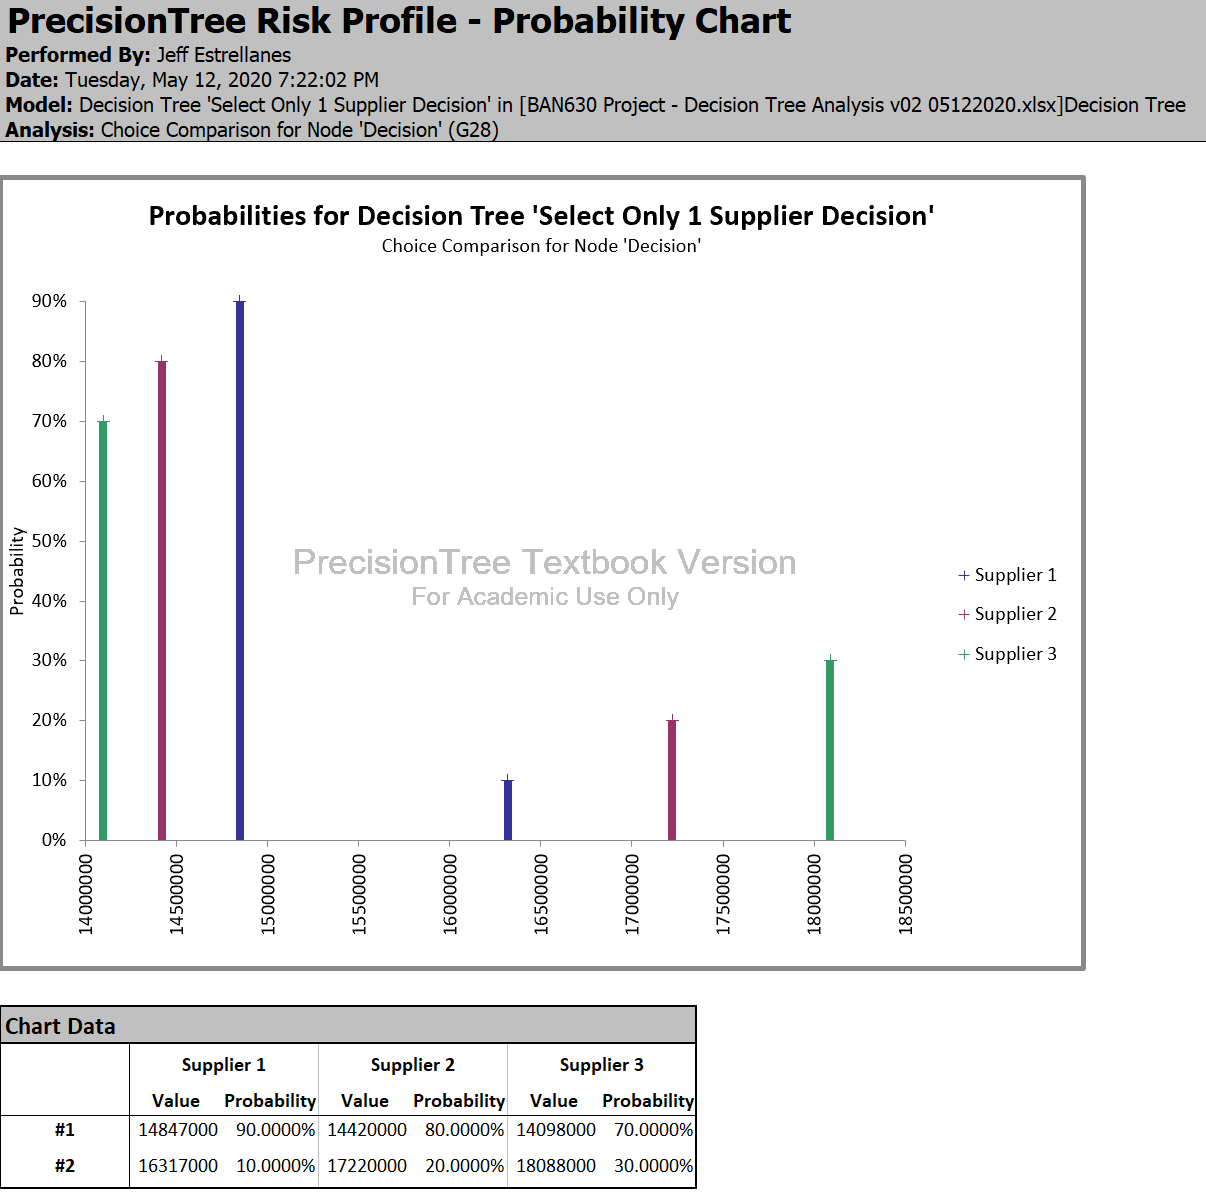 PrecisionTree Risk Profile - Probability Chart
Performed By: Jeff Estrellanes
Date: Tuesday, May 12, 2020 7:22:02 PM
Model: Decision Tree 'Select Only 1 Supplier Decision' in [BAN630 Project - Decision Tree Analysis v02 05122020.xlsx]Decision Tree
Analysis: Choice Comparison for Node 'Decision' (G28)
Probabilities for Decision Tree 'Select Only 1 Supplier Decision'
Choice Comparison for Node 'Decision'
90%
80%
70%
60%
50%
40%
30%
20%
10%
0%
Probability
PrecisionTree Textbook Version
For Academic Use Only
Supplier 1
Supplier 2
Supplier 3
14000000 14500000 15000000 15500000 16000000 16500000 17000000 17500000 18000000 18500000
Chart Data
Supplier 1 Supplier 2 Supplier 3
Value Probability Value Probability Value Probability
#1 14847000 90.0000% 14420000 80.0000% 14098000 70.0000%
#2 16317000 10.0000% 17220000 20.0000% 18088000 30.0000%